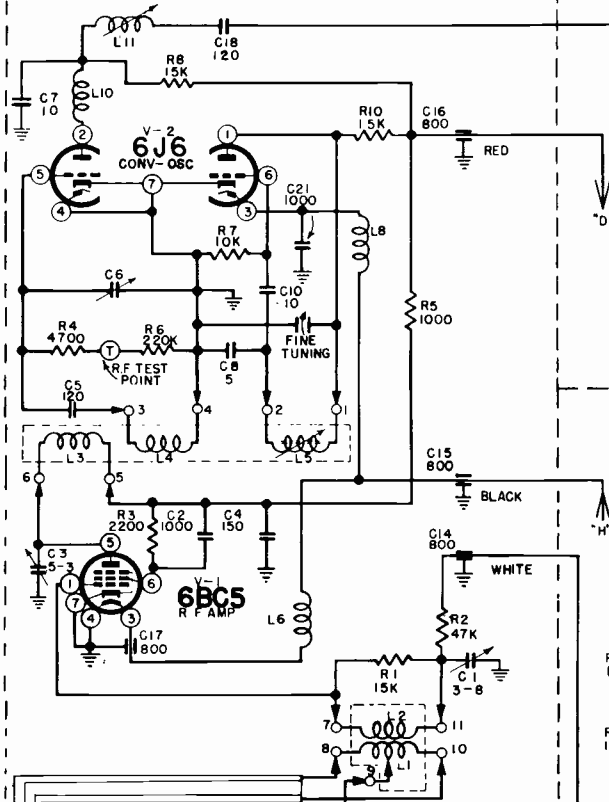 L11
C18
120
R8
15K
C7
10
L10
2
V-2
6J6
CONV-OSC
1
R10
1.5K
C16
800
RED
5
7
6
4
3
C21
1000
"D
R7
10K
L8
C6
C10
10
R5
1000
R4
4700
T
R6
220K
R.F. TEST
POINT
C8
5
FINE
TUNING
C5
120
3
4
2
1
L3
L4
L5
6
5
C15
800
BLACK
"H"
R3
2200
C2
1000
C4
150
C3
.5-3
5
1
7
6
4
3
V-1
6BC5
R F AMP
C17
800
L6
C14
800
WHITE
R2
47K
R1
15K
C1
3-8
7
L2
11
8
L1
10
9